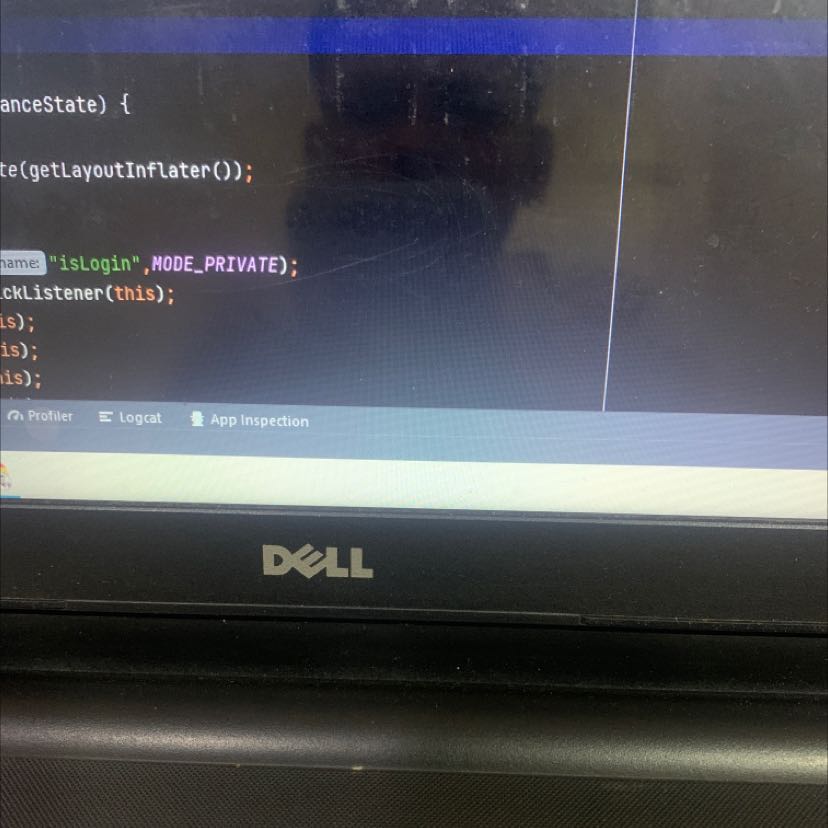 anceState) {
te(getLayoutInflater());
name: "isLogin",MODE_PRIVATE);
ckListener(this);
is);
is);
his);
Profiler Logcat App Inspection
DELL